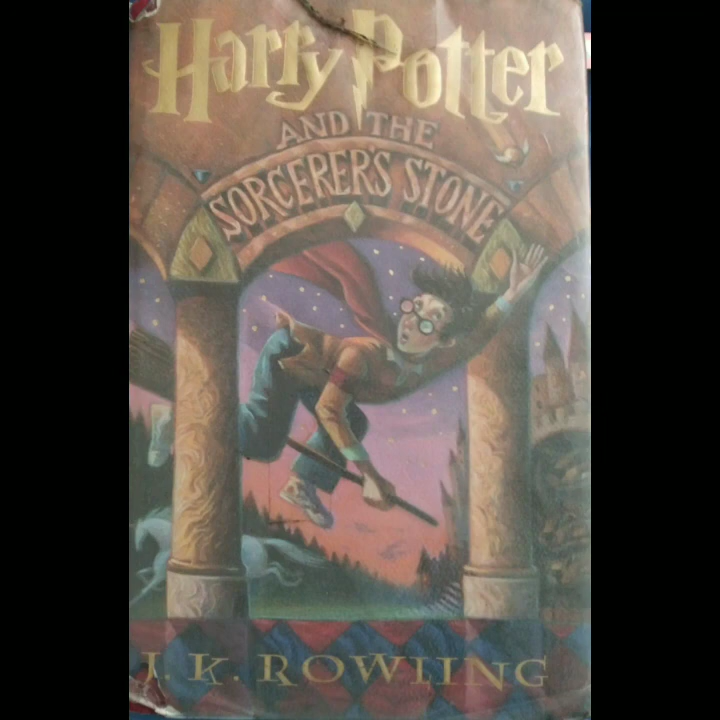 Harry Potter
AND THE
SORCERER'S STONE
J. K. ROWLING